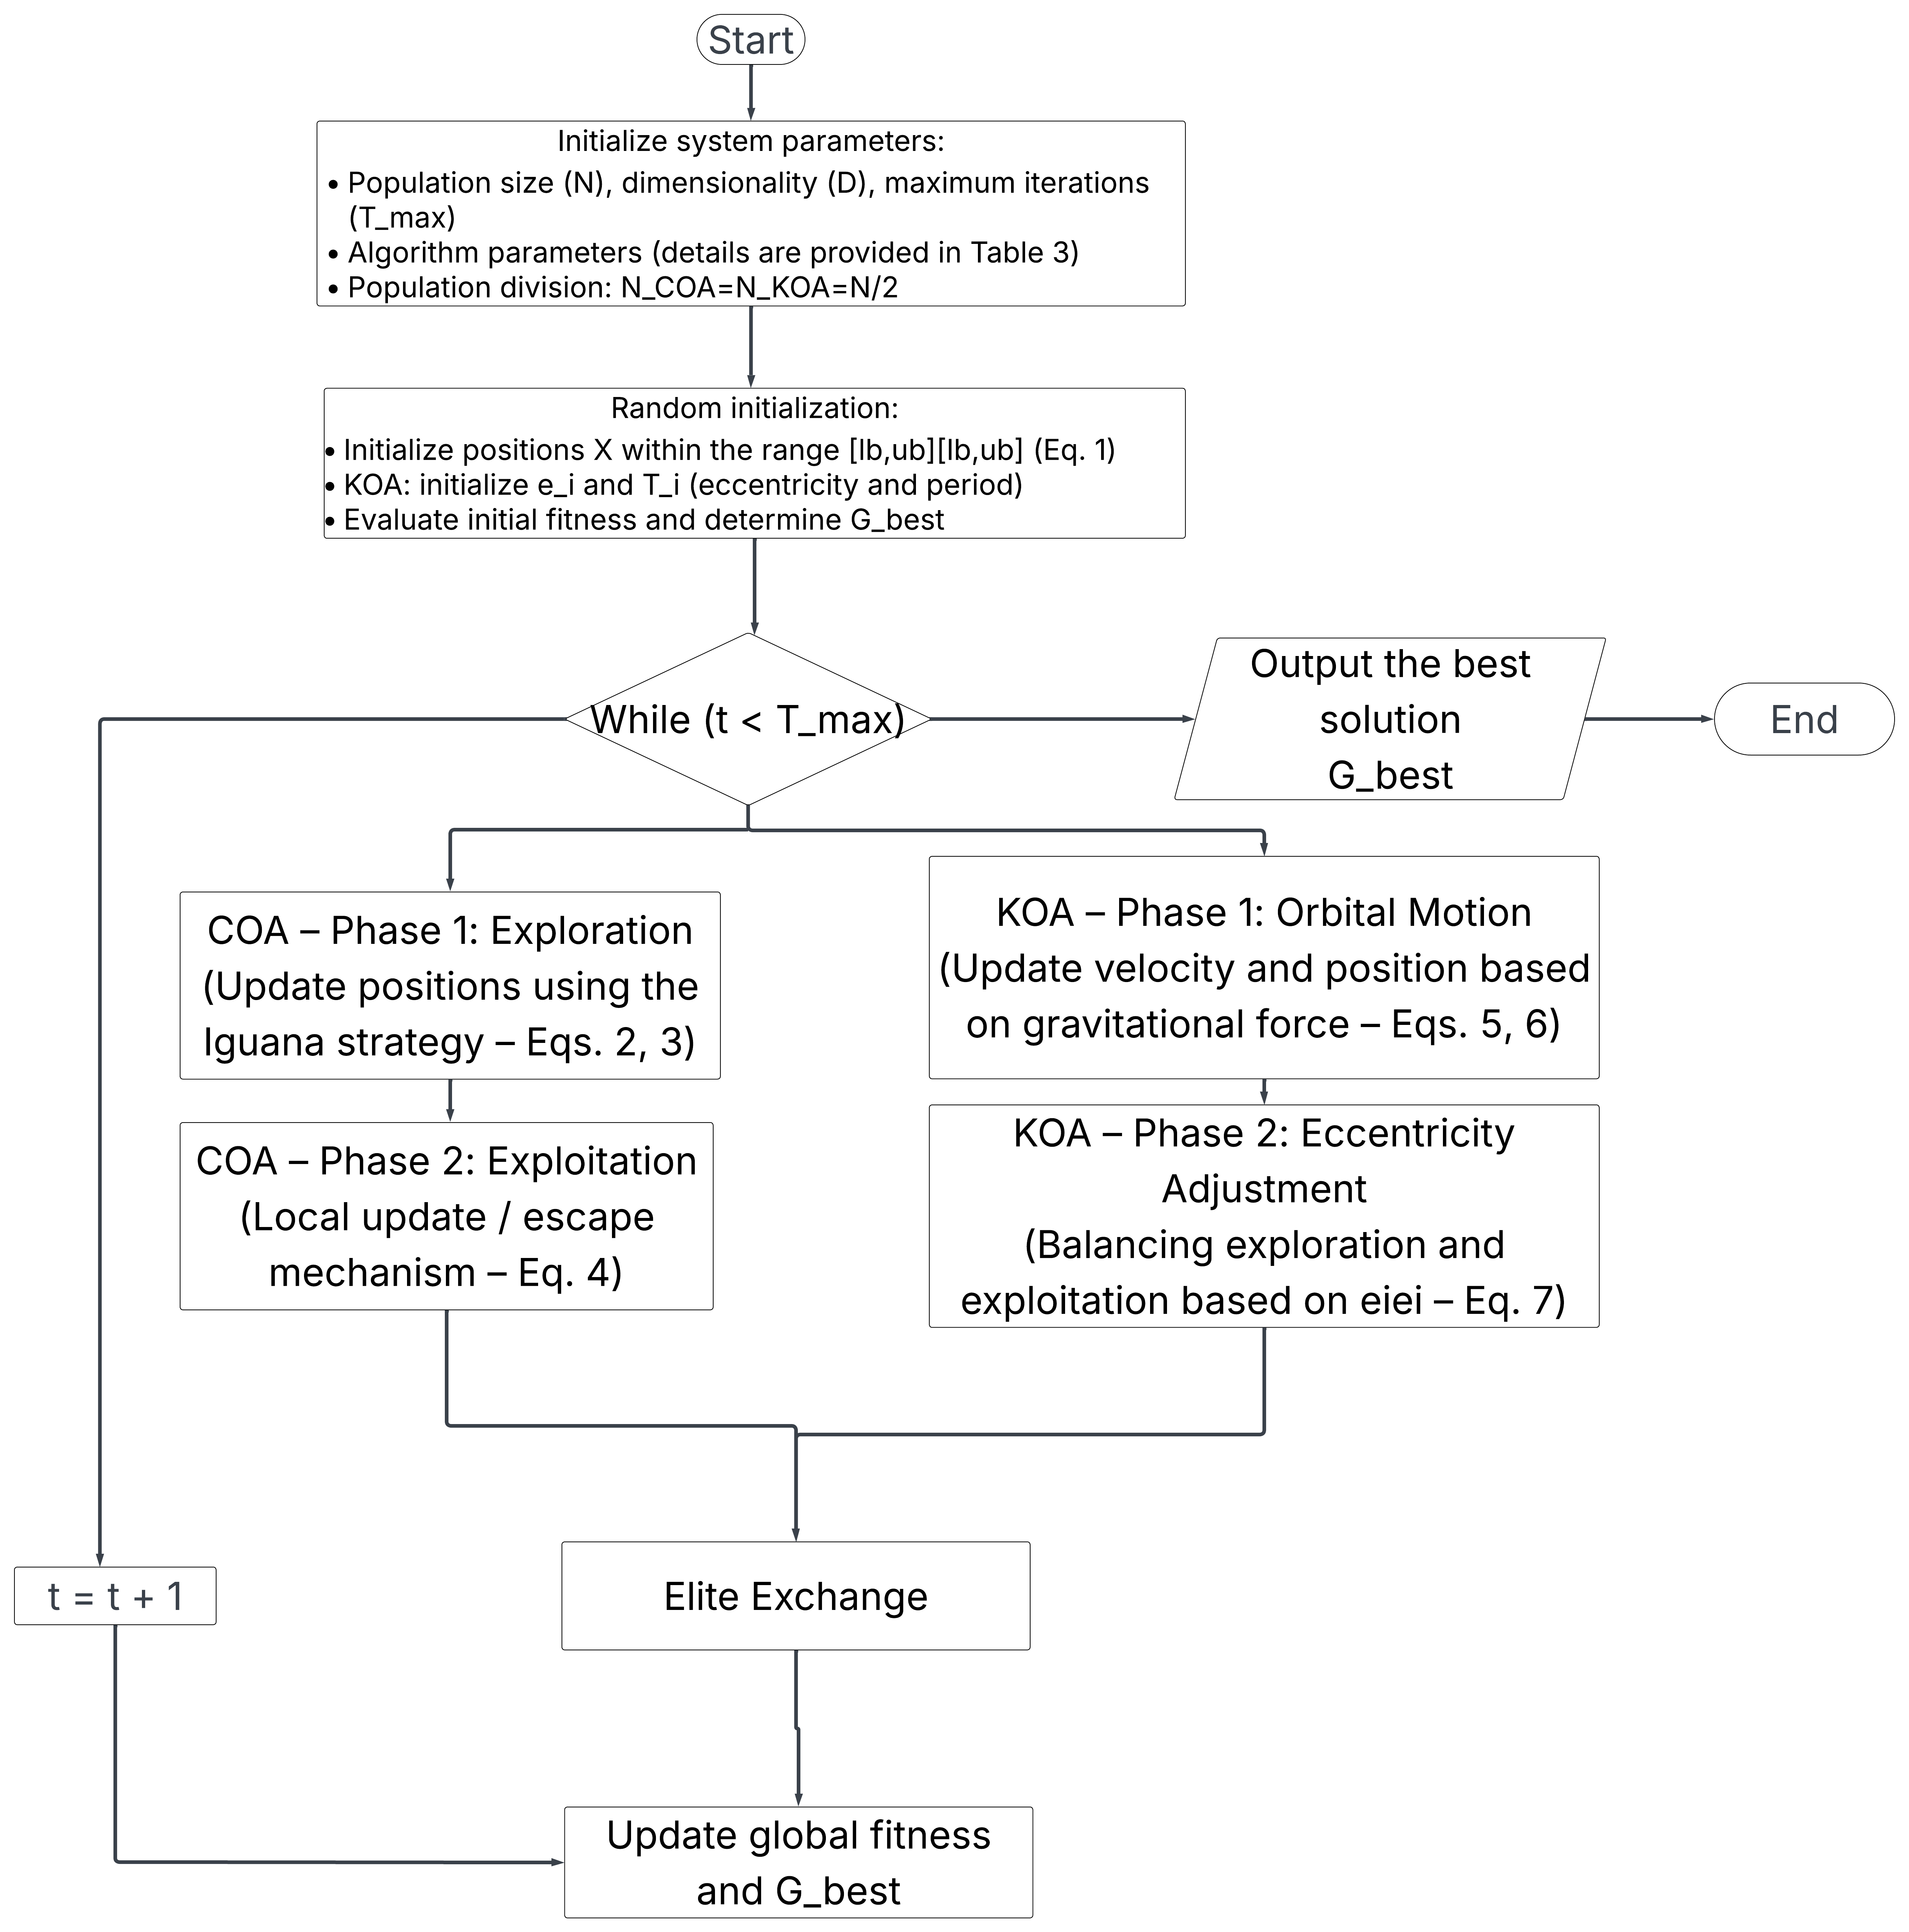 Start
Initialize system parameters:
• Population size (N), dimensionality (D), maximum iterations
(T_max)
• Algorithm parameters (details are provided in Table 3)
• Population division: N_COA=N_KOA=N/2
Random initialization:
• Initialize positions X within the range [lb,ub][lb,ub] (Eq. 1)
• KOA: initialize e_i and T_i (eccentricity and period)
• Evaluate initial fitness and determine G_best
While (t < T_max)
Output the best
solution
G_best
End
COA – Phase 1: Exploration
(Update positions using the
Iguana strategy – Eqs. 2, 3)
KOA – Phase 1: Orbital Motion
(Update velocity and position based
on gravitational force – Eqs. 5, 6)
COA – Phase 2: Exploitation
(Local update / escape
mechanism – Eq. 4)
KOA – Phase 2: Eccentricity
Adjustment
(Balancing exploration and
exploitation based on eiei – Eq. 7)
t = t + 1
Elite Exchange
Update global fitness
and G_best